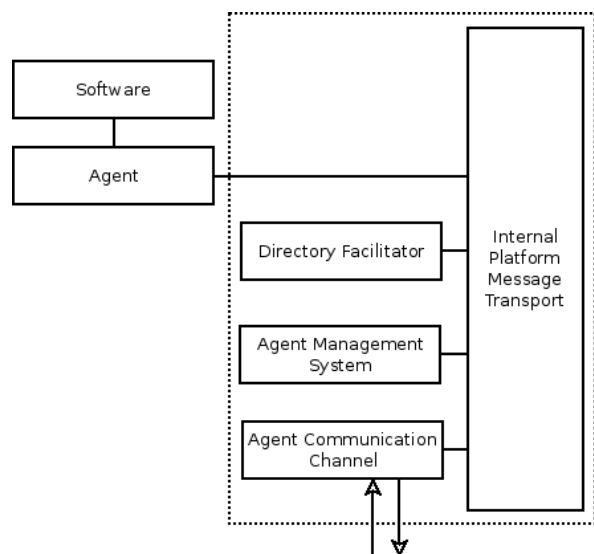 Software
Agent
Directory Facilitator
Internal
Platform
Message
Transport
Agent Management
System
Agent Communication
Channel